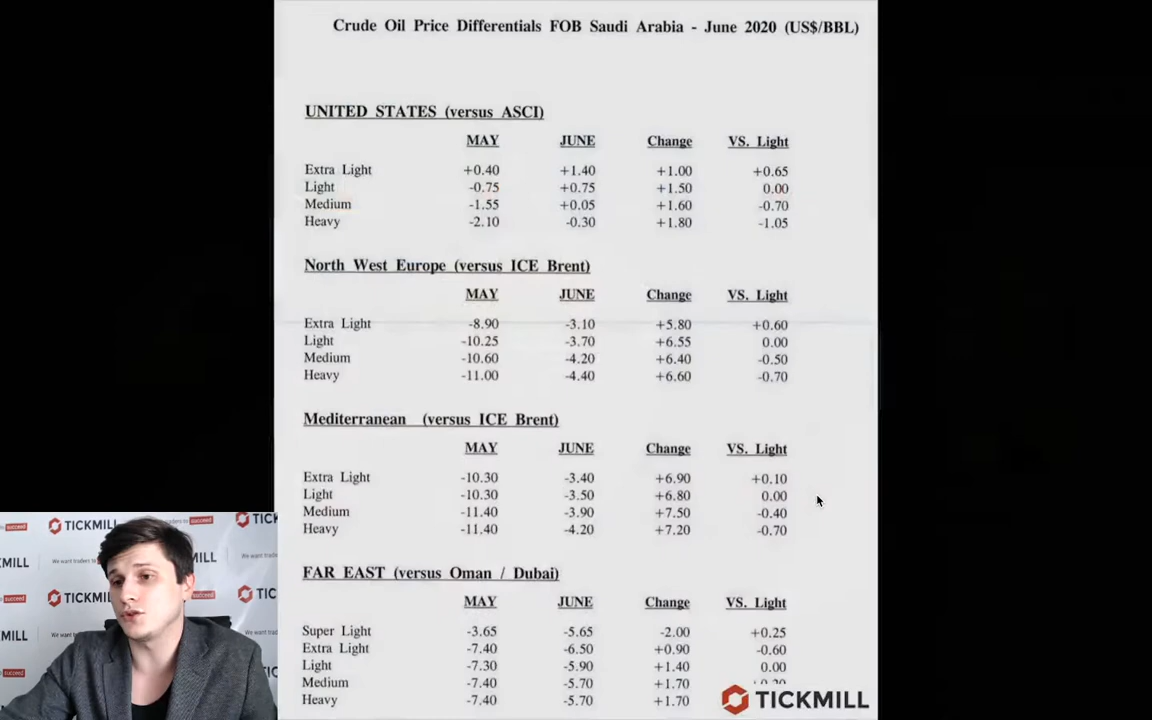 Crude Oil Price Differentials FOB Saudi Arabia - June 2020 (US$/BBL)
UNITED STATES (versus ASCI)
MAY JUNE Change VS. Light
Extra Light +0.40 +1.40 +1.00 +0.65
Light -0.75 +0.75 +1.50 0.00
Medium -1.55 +0.05 +1.60 -0.70
Heavy -2.10 -0.30 +1.80 -1.05
North West Europe (versus ICE Brent)
MAY JUNE Change VS. Light
Extra Light -8.90 -3.10 +5.80 +0.60
Light -10.25 -3.70 +6.55 0.00
Medium -10.60 -4.20 +6.40 -0.50
Heavy -11.00 -4.40 +6.60 -0.70
Mediterranean (versus ICE Brent)
MAY JUNE Change VS. Light
Extra Light -10.30 -3.40 +6.90 +0.10
Light -10.30 -3.50 +6.80 0.00
Medium -11.40 -3.90 +7.50 -0.40
Heavy -11.40 -4.20 +7.20 -0.70
FAR EAST (versus Oman / Dubai)
MAY JUNE Change VS. Light
Super Light -3.65 -5.65 -2.00 +0.25
Extra Light -7.40 -6.50 +0.90 -0.60
Light -7.30 -5.90 +1.40 0.00
Medium -7.40 -5.70 +1.70
Heavy -7.40 -5.70 +1.70
TICKMILL
TICKMILL
We want traders to
TICKMILL
We want